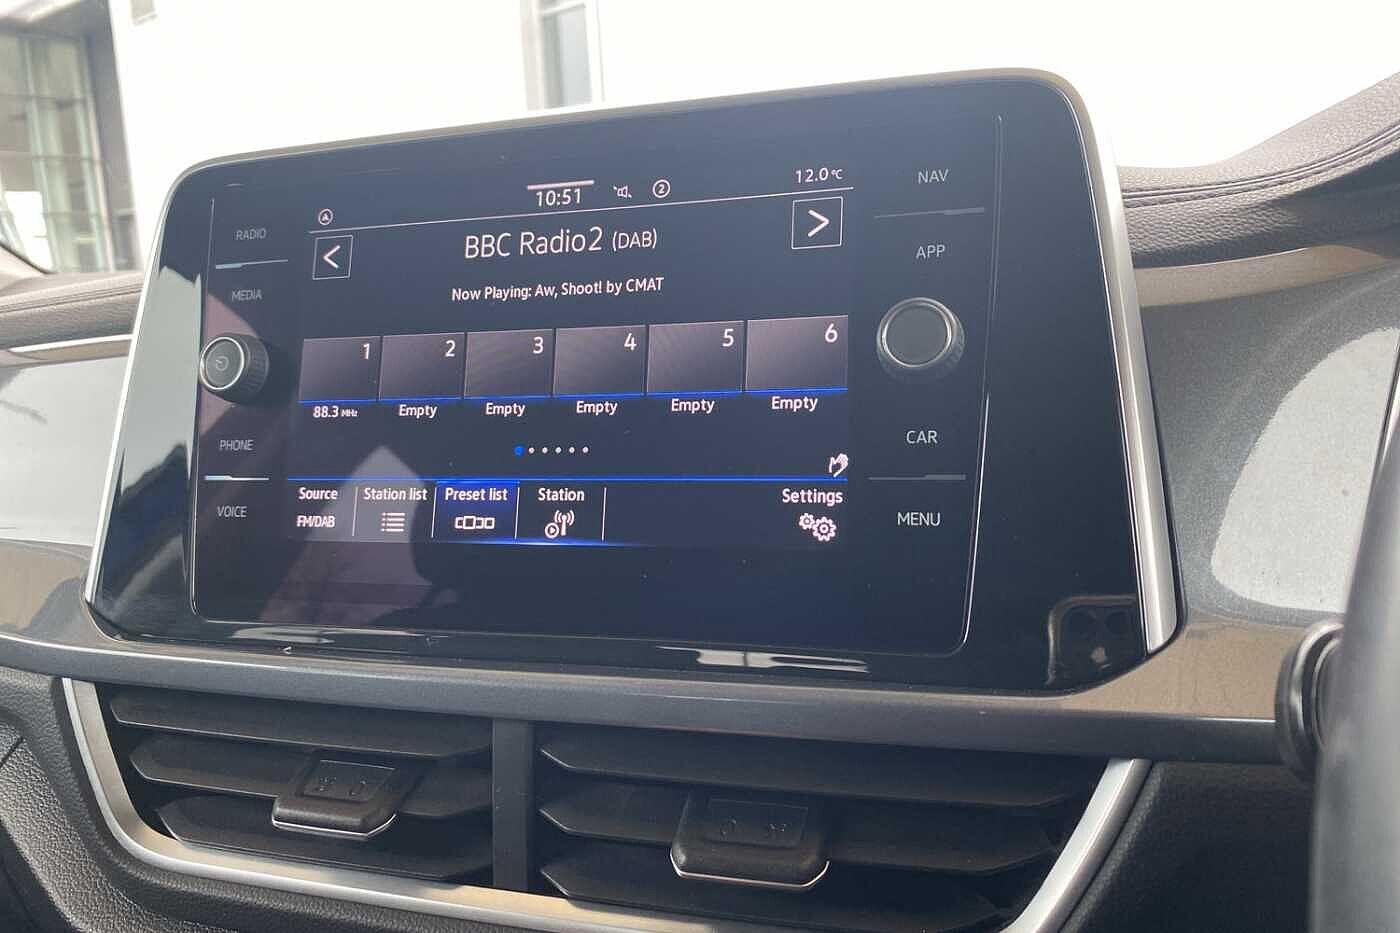 10:51
2
12.0°C
RADIO
MEDIA
PHONE
VOICE
BBC Radio2 (DAB)
Now Playing: Aw, Shoot! by CMAT
1 2 3 4 5 6
88.3 MHz Empty Empty Empty Empty Empty
Source Station list Preset list Station Settings
FM/DAB
NAV
APP
CAR
MENU